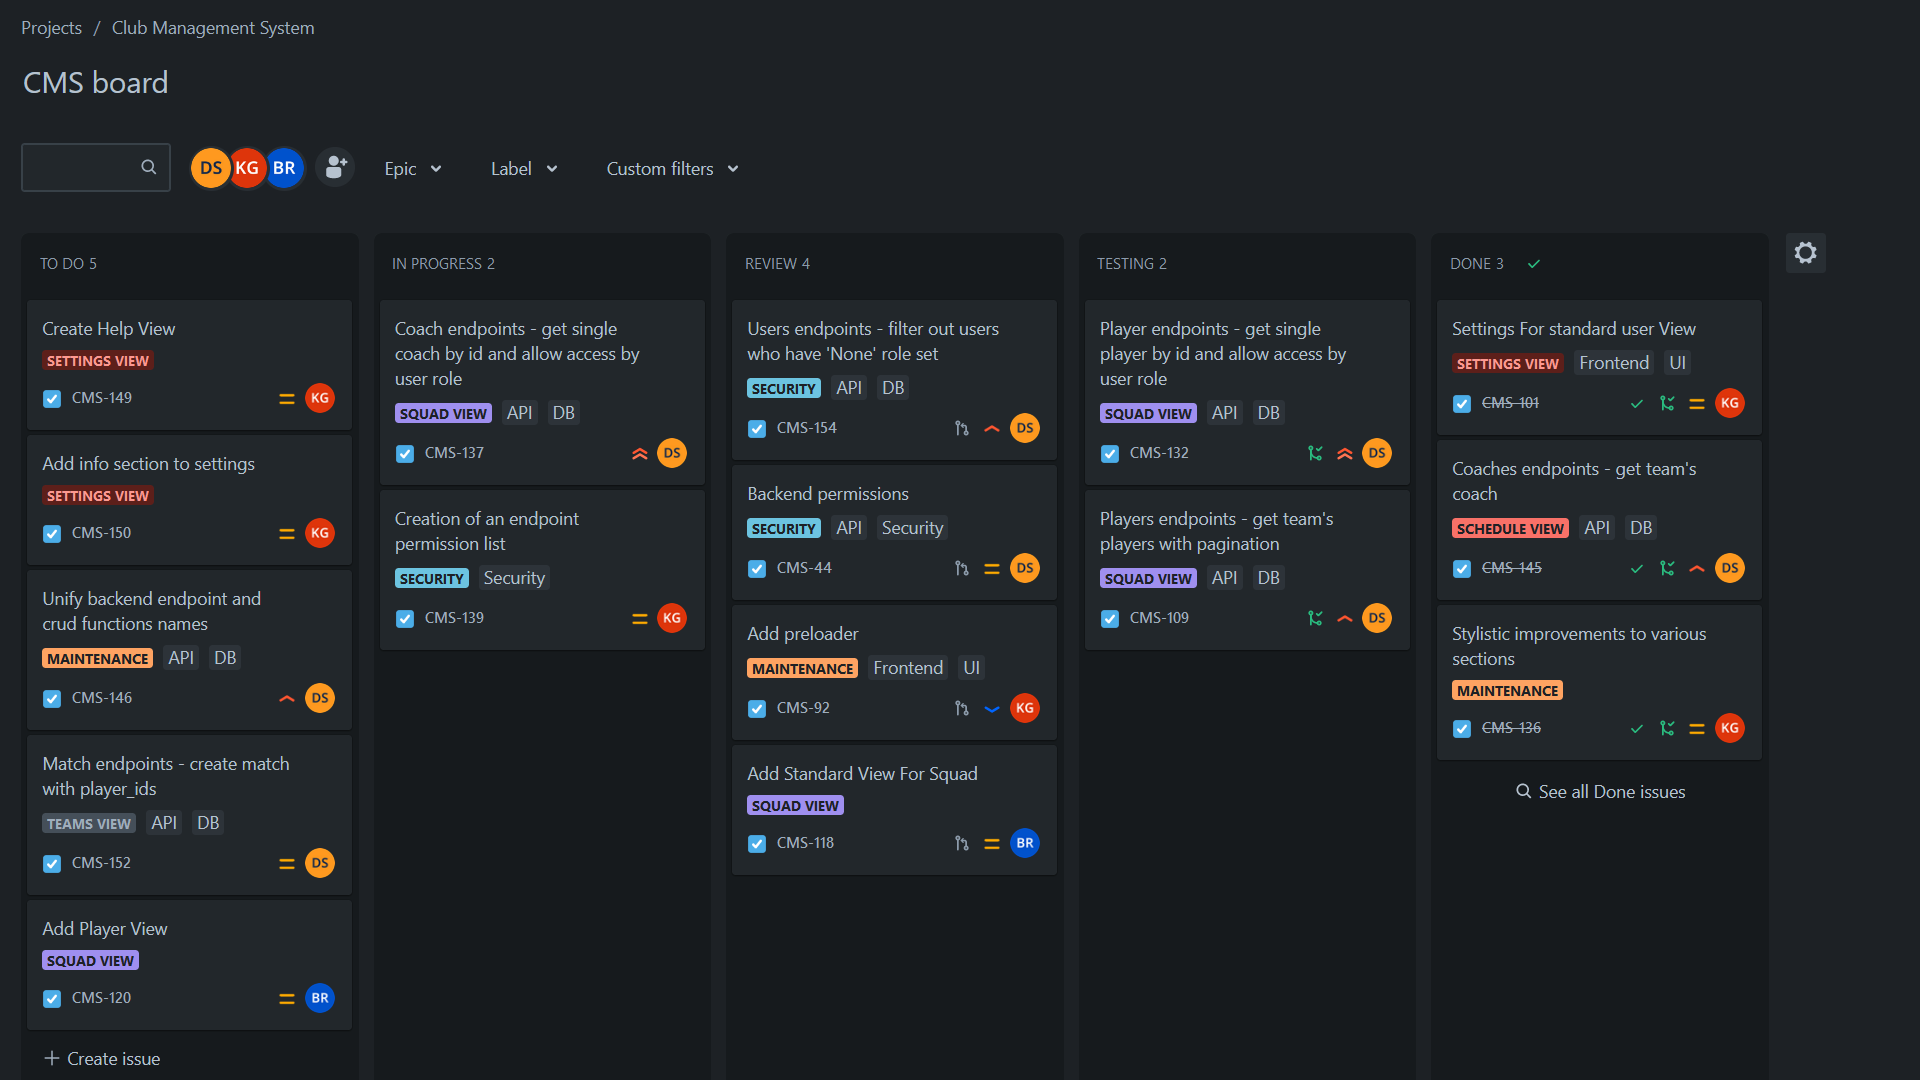 Projects / Club Management System
CMS board
DS KG BR Epic Label Custom filters
TO DO 5
Create Help View
SETTINGS VIEW
CMS-149 KG
Add info section to settings
SETTINGS VIEW
CMS-150 KG
Unify backend endpoint and
crud functions names
MAINTENANCE API DB
CMS-146 DS
Match endpoints - create match
with player_ids
TEAMS VIEW API DB
CMS-152 DS
Add Player View
SQUAD VIEW
CMS-120 BR
+ Create issue
IN PROGRESS 2
Coach endpoints - get single
coach by id and allow access by
user role
SQUAD VIEW API DB
CMS-137 DS
Creation of an endpoint
permission list
SECURITY Security
CMS-139 KG
REVIEW 4
Users endpoints - filter out users
who have 'None' role set
SECURITY API DB
CMS-154 DS
Backend permissions
SECURITY API Security
CMS-44 DS
Add preloader
MAINTENANCE Frontend UI
CMS-92 KG
Add Standard View For Squad
SQUAD VIEW
CMS-118 BR
TESTING 2
Player endpoints - get single
player by id and allow access by
user role
SQUAD VIEW API DB
CMS-132 DS
Players endpoints - get team's
players with pagination
SQUAD VIEW API DB
CMS-109 DS
DONE 3
Settings For standard user View
SETTINGS VIEW Frontend UI
CMS-101 KG
Coaches endpoints - get team's
coach
SCHEDULE VIEW API DB
CMS-145 DS
Stylistic improvements to various
sections
MAINTENANCE
CMS-136 KG
See all Done issues